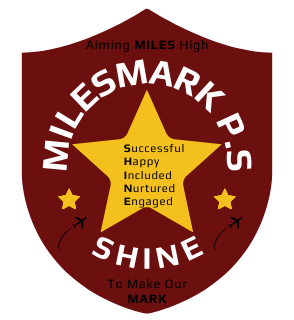 Aiming MILES High
MILESMARK P.S
Successful
Happy
Included
Nurtured
Engaged
SHINE
To Make Our
MARK